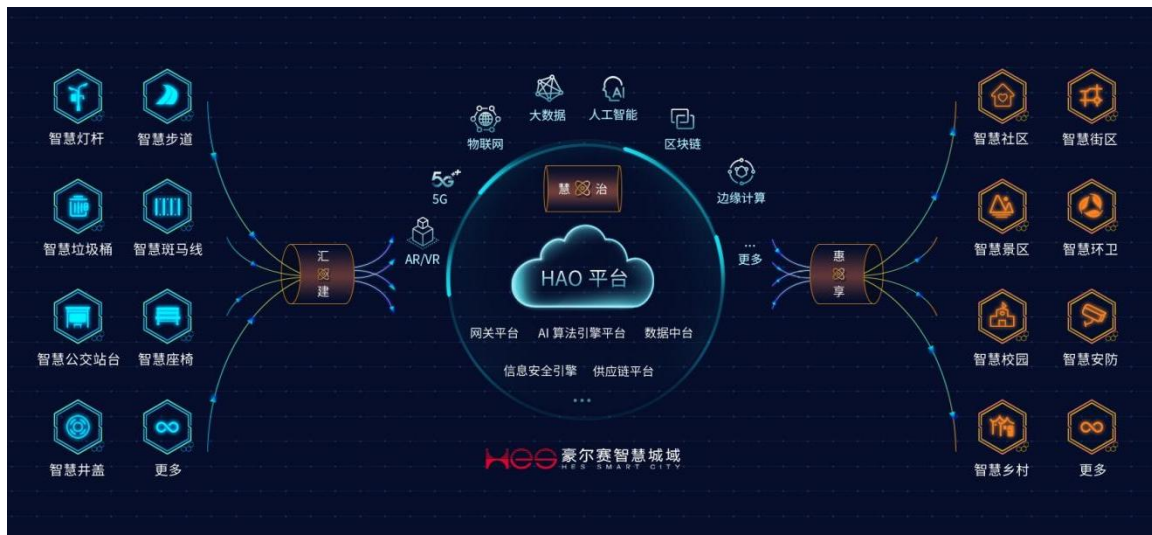 智慧灯杆
智慧步道
智慧垃圾桶
智慧斑马线
智慧公交站台
智慧座椅
智慧井盖
更多
汇
建
AR/VR
5G++
5G
物联网
大数据
AI
人工智能
区块链
边缘计算
...
更多
慧 治
HAO 平台
网关平台 AI 算法引擎平台 数据中台
信息安全引擎 供应链平台
...
HES 豪尔赛智慧城域
HES SMART CITY
惠
享
智慧社区
智慧街区
智慧景区
智慧环卫
智慧校园
智慧安防
智慧乡村
更多